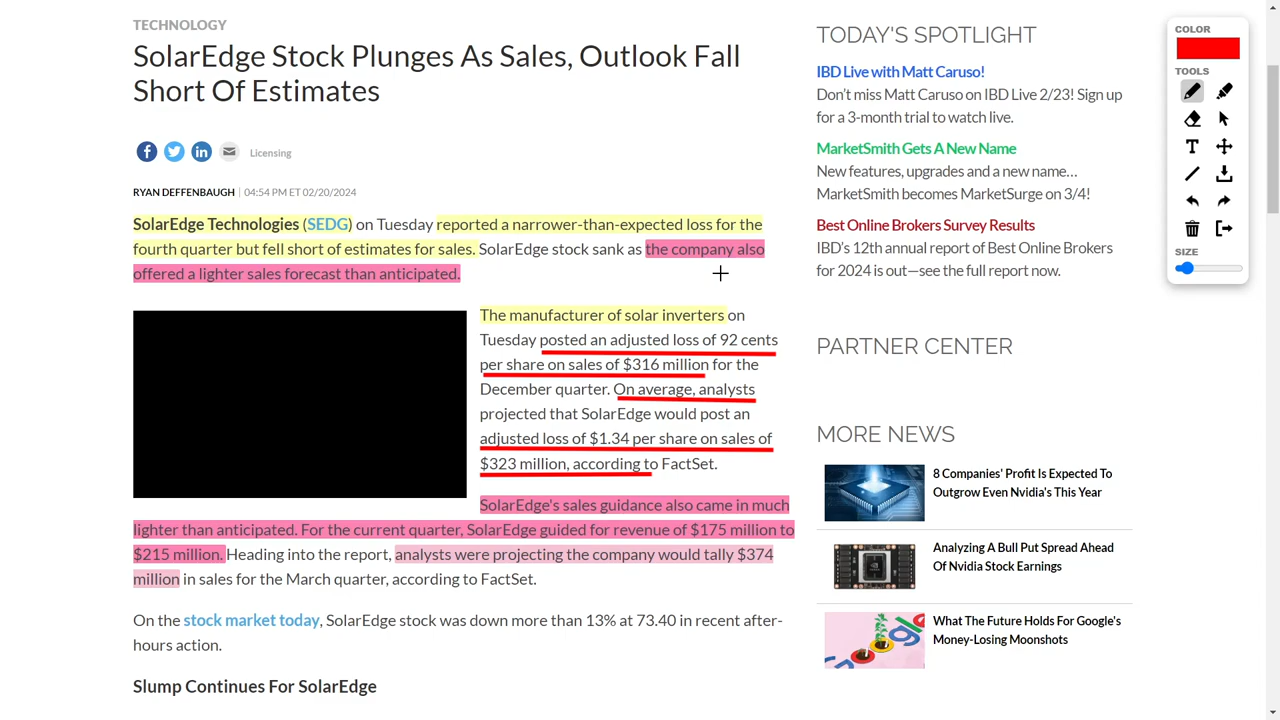 TECHNOLOGY
SolarEdge Stock Plunges As Sales, Outlook Fall
Short Of Estimates
Licensing
RYAN DEFFENBAUGH | 04:54 PM ET 02/20/2024
SolarEdge Technologies (SEDG) on Tuesday reported a narrower-than-expected loss for the
fourth quarter but fell short of estimates for sales. SolarEdge stock sank as the company also
offered a lighter sales forecast than anticipated.
The manufacturer of solar inverters on
Tuesday posted an adjusted loss of 92 cents
per share on sales of $316 million for the
December quarter. On average, analysts
projected that SolarEdge would post an
adjusted loss of $1.34 per share on sales of
$323 million, according to FactSet.
SolarEdge's sales guidance also came in much
lighter than anticipated. For the current quarter, SolarEdge guided for revenue of $175 million to
$215 million. Heading into the report, analysts were projecting the company would tally $374
million in sales for the March quarter, according to FactSet.
On the stock market today, SolarEdge stock was down more than 13% at 73.40 in recent after-
hours action.
Slump Continues For SolarEdge
TODAY'S SPOTLIGHT
IBD Live with Matt Caruso!
Don't miss Matt Caruso on IBD Live 2/23! Sign up
for a 3-month trial to watch live.
MarketSmith Gets A New Name
New features, upgrades and a new name…
MarketSmith becomes MarketSurge on 3/4!
Best Online Brokers Survey Results
IBD's 12th annual report of Best Online Brokers
for 2024 is out—see the full report now.
PARTNER CENTER
MORE NEWS
8 Companies' Profit Is Expected To
Outgrow Even Nvidia's This Year
Analyzing A Bull Put Spread Ahead
Of Nvidia Stock Earnings
What The Future Holds For Google's
Money-Losing Moonshots
COLOR
TOOLS
T
SIZE